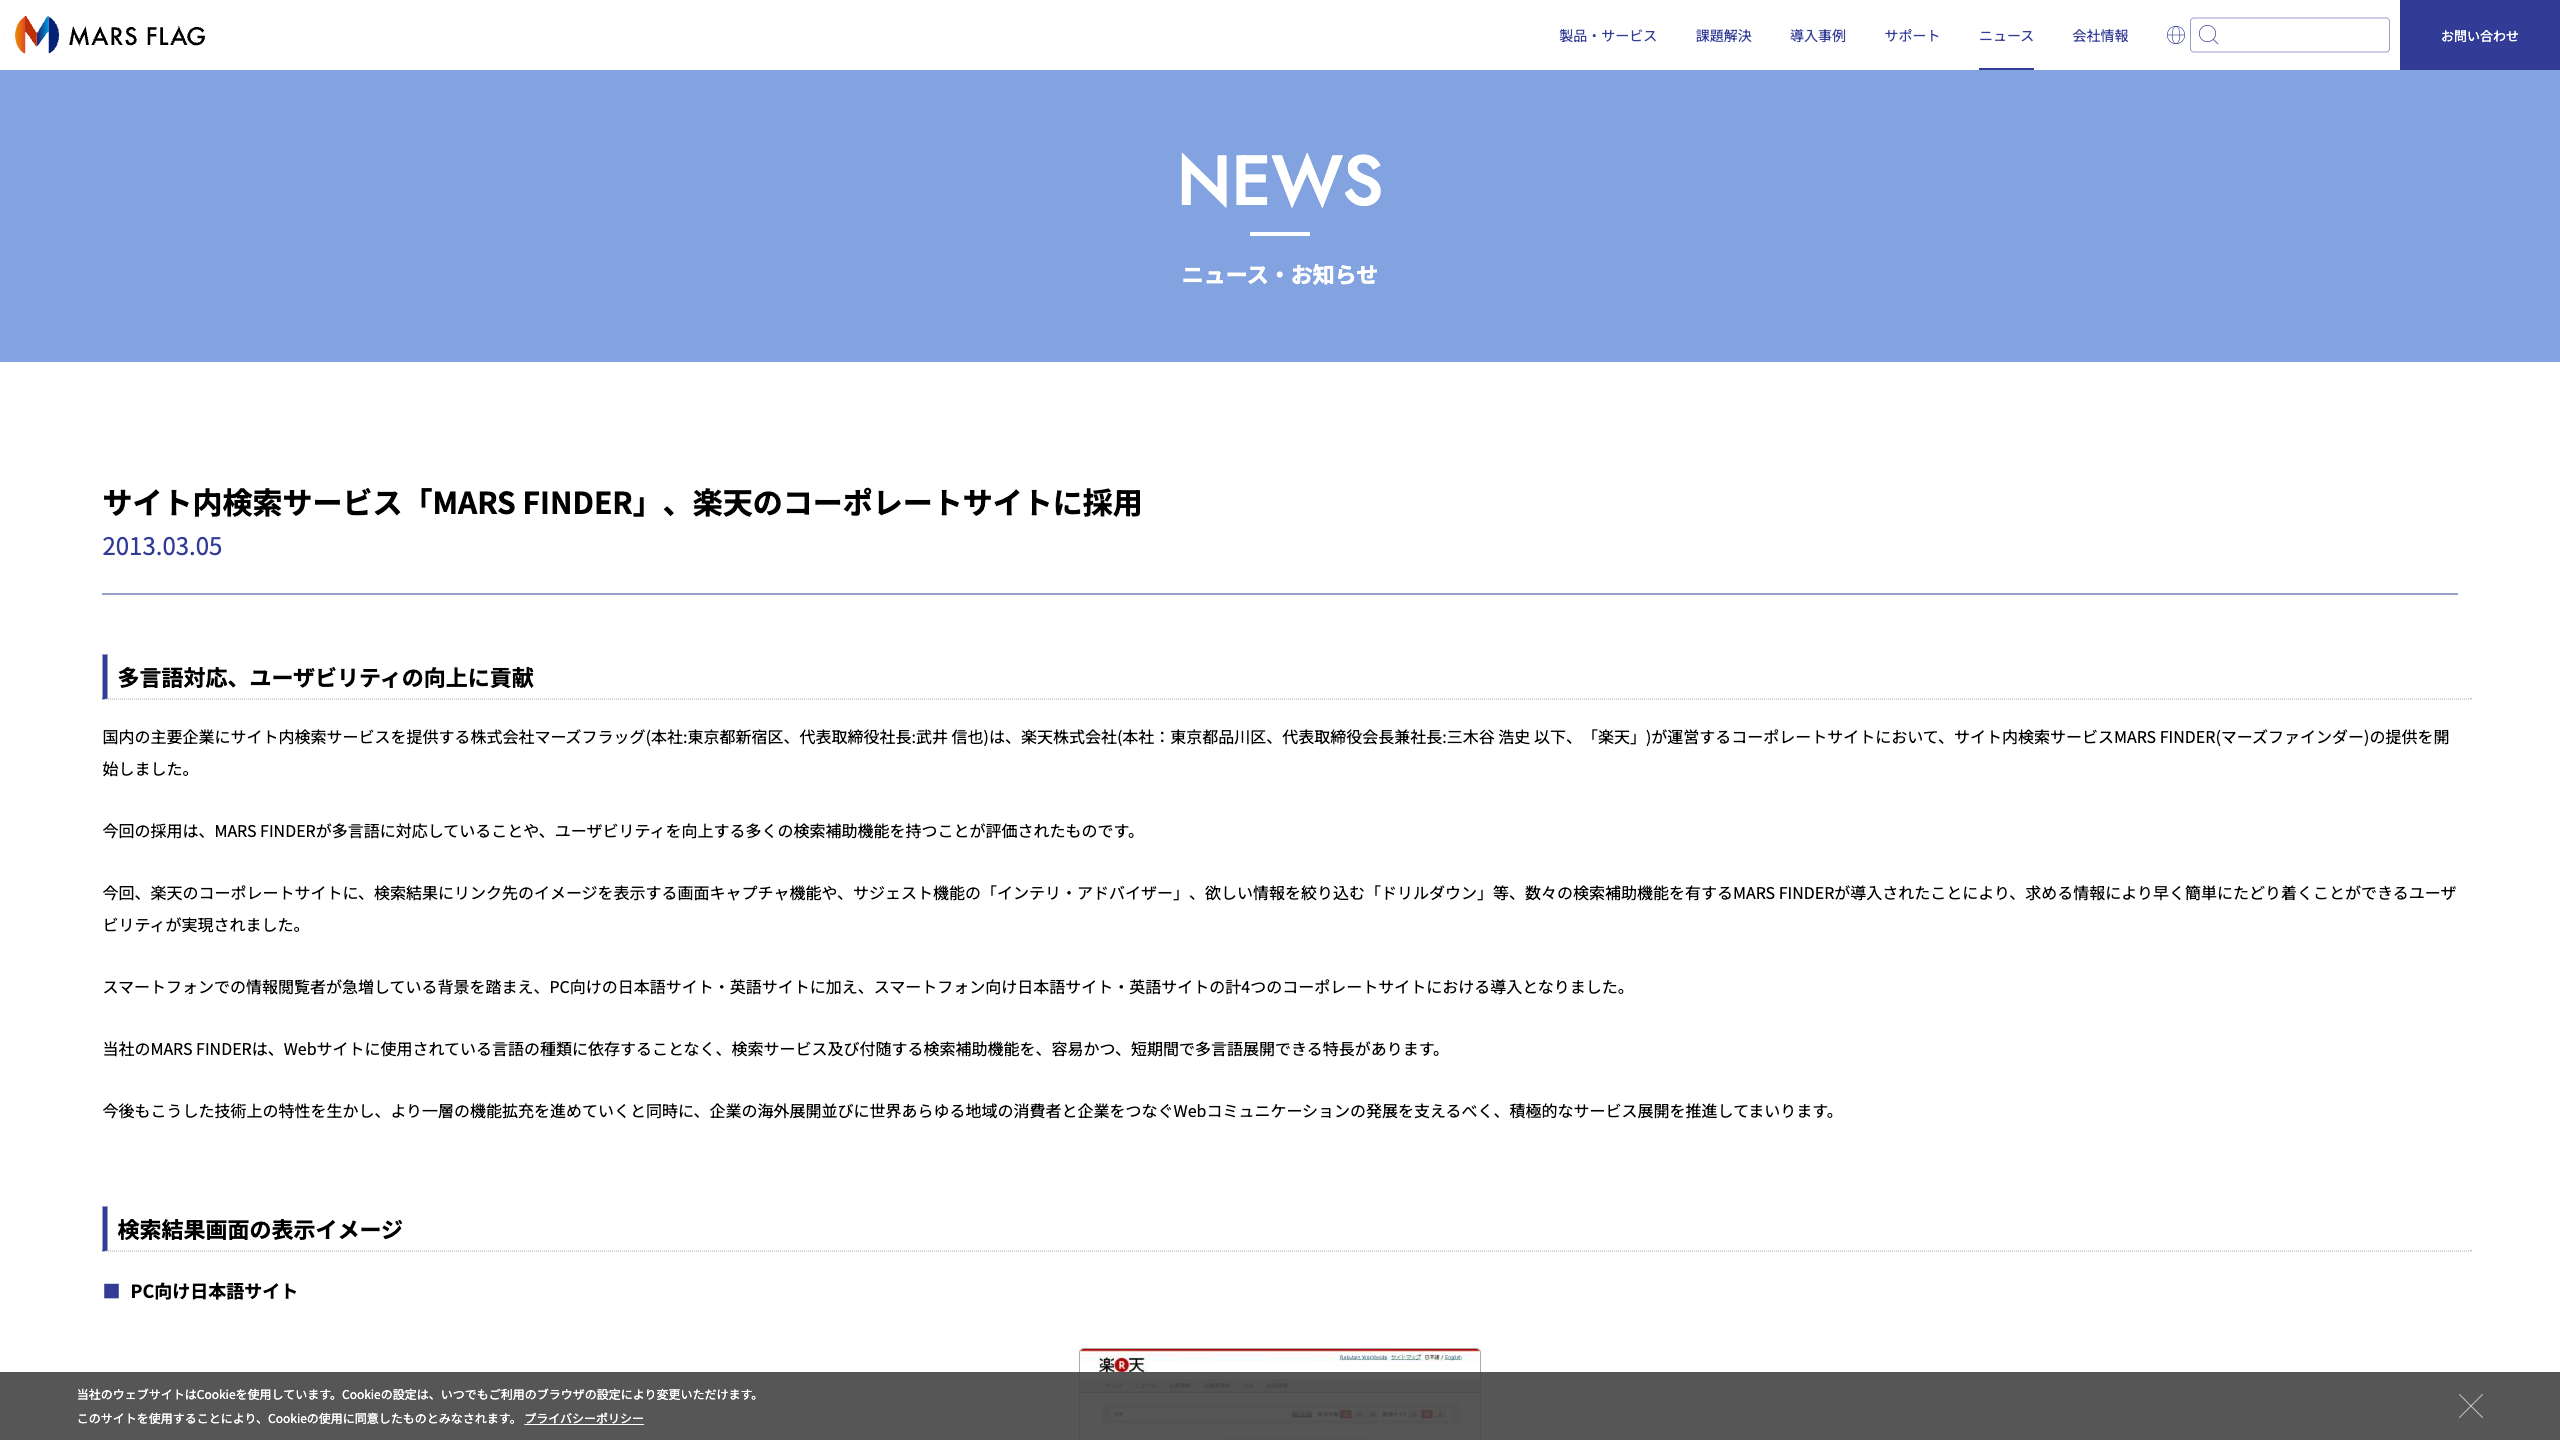 MARS FLAG
製品・サービス 課題解決 導入事例 サポート ニュース 会社情報 お問い合わせ
NEWS
ニュース・お知らせ
サイト内検索サービス「MARS FINDER」、楽天のコーポレートサイトに採用
2013.03.05
多言語対応、ユーザビリティの向上に貢献
国内の主要企業にサイト内検索サービスを提供する株式会社マーズフラッグ(本社:東京都新宿区、代表取締役社長:武井 信也)は、楽天株式会社(本社：東京都品川区、代表取締役会長兼社長:三木谷 浩史 以下、「楽天」)が運営するコーポレートサイトにおいて、サイト内検索サービスMARS FINDER(マーズファインダー)の提供を開
始しました。
今回の採用は、MARS FINDERが多言語に対応していることや、ユーザビリティを向上する多くの検索補助機能を持つことが評価されたものです。
今回、楽天のコーポレートサイトに、検索結果にリンク先のイメージを表示する画面キャプチャ機能や、サジェスト機能の「インテリ・アドバイザー」、欲しい情報を絞り込む「ドリルダウン」等、数々の検索補助機能を有するMARS FINDERが導入されたことにより、求める情報により早く簡単にたどり着くことができるユーザ
ビリティが実現されました。
スマートフォンでの情報閲覧者が急増している背景を踏まえ、PC向けの日本語サイト・英語サイトに加え、スマートフォン向け日本語サイト・英語サイトの計4つのコーポレートサイトにおける導入となりました。
当社のMARS FINDERは、Webサイトに使用されている言語の種類に依存することなく、検索サービス及び付随する検索補助機能を、容易かつ、短期間で多言語展開できる特長があります。
今後もこうした技術上の特性を生かし、より一層の機能拡充を進めていくと同時に、企業の海外展開並びに世界あらゆる地域の消費者と企業をつなぐWebコミュニケーションの発展を支えるべく、積極的なサービス展開を推進してまいります。
検索結果画面の表示イメージ
■ PC向け日本語サイト
楽R天 Rakuten Worldwide サイトマップ 日本語 / English
当社のウェブサイトはCookieを使用しています。Cookieの設定は、いつでもご利用のブラウザの設定により変更いただけます。
このサイトを使用することにより、Cookieの使用に同意したものとみなされます。 プライバシーポリシー